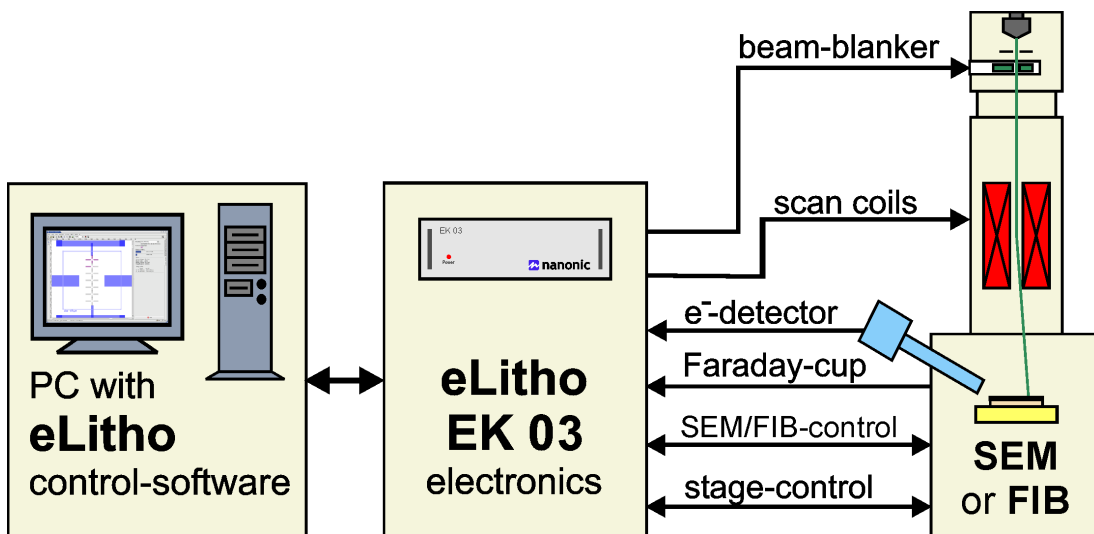 beam-blanker
scan coils
EK 03
Power
nanonic
e⁻-detector
PC with
eLitho
control-software
eLitho
EK 03
electronics
Faraday-cup
SEM/FIB-control
stage-control
SEM
or FIB